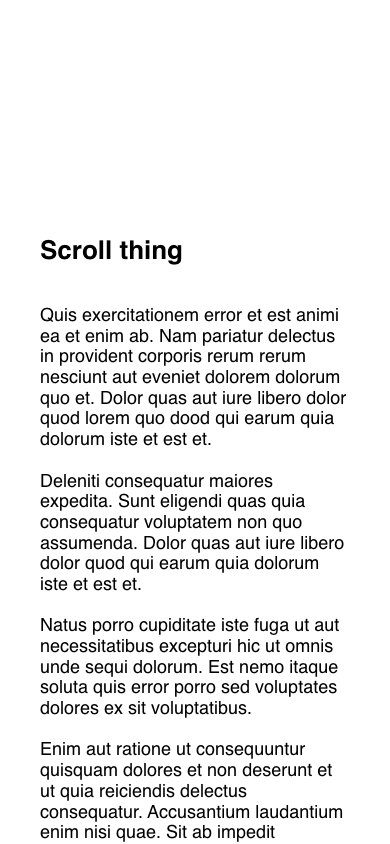 Scroll thing
Quis exercitationem error et est animi
ea et enim ab. Nam pariatur delectus
in provident corporis rerum rerum
nesciunt aut eveniet dolorem dolorum
quo et. Dolor quas aut iure libero dolor
quod lorem quo dood qui earum quia
dolorum iste et est et.
Deleniti consequatur maiores
expedita. Sunt eligendi quas quia
consequatur voluptatem non quo
assumenda. Dolor quas aut iure libero
dolor quod qui earum quia dolorum
iste et est et.
Natus porro cupiditate iste fuga ut aut
necessitatibus excepturi hic ut omnis
unde sequi dolorum. Est nemo itaque
soluta quis error porro sed voluptates
dolores ex sit voluptatibus.
Enim aut ratione ut consequuntur
quisquam dolores et non deserunt et
ut quia reiciendis delectus
consequatur. Accusantium laudantium
enim nisi quae. Sit ab impedit